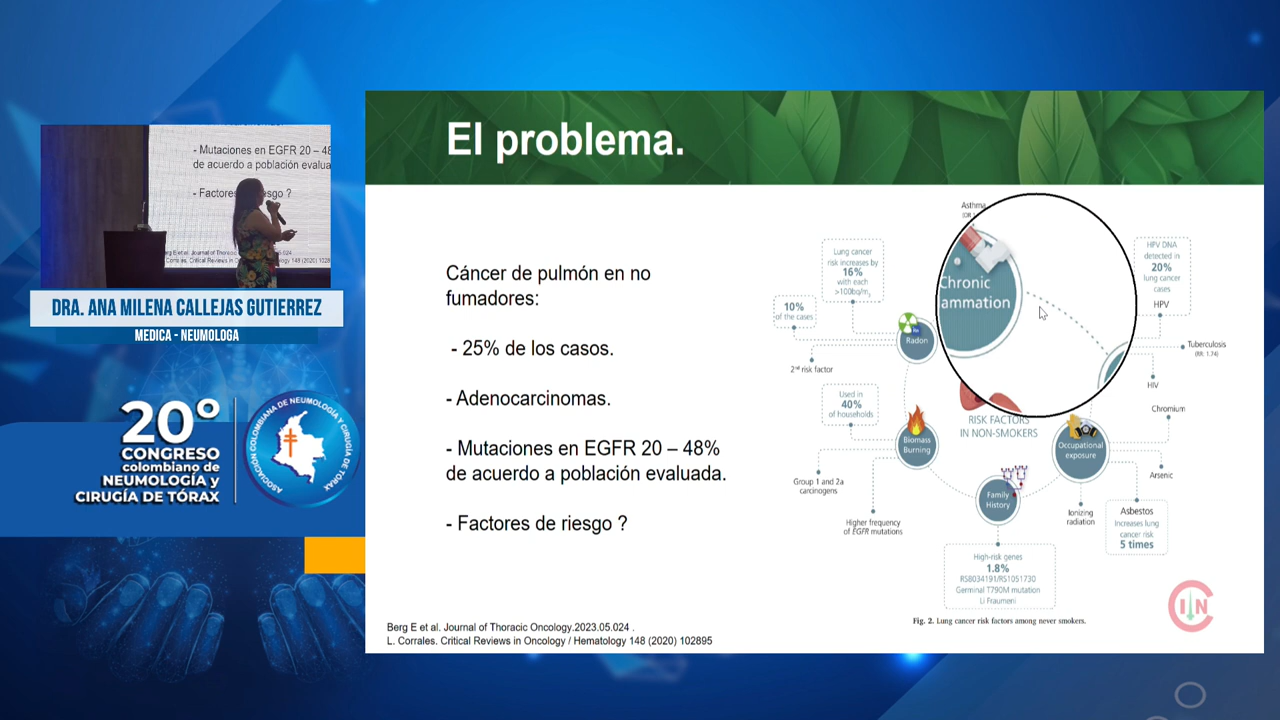 El problema.
- Mutaciones en EGFR 20 – 48
de acuerdo a población evalua
- Factores
sgo ?
DRA. ANA MILENA CALLEJAS GUTIERREZ
MEDICA - NEUMOLOGA
20º
CONGRESO
colombiano de
NEUMOLOGÍA y
CIRUGÍA DE TÓRAX
ASOCIACIÓN COLOMBIANA DE NEUMOLOGÍA Y CIRUGÍA DE TÓRAX
Cáncer de pulmón en no
fumadores:
- 25% de los casos.
- Adenocarcinomas.
- Mutaciones en EGFR 20 – 48%
de acuerdo a población evaluada.
- Factores de riesgo ?
Asthma
Chronic
ammation
Lung cancer
risk increases by
16%
with each
>100bq/m3
10%
of the cases
Radon
2nd risk factor
HPV DNA
detected in
20%
lung cancer
cases
HPV
Tuberculosis
(RR: 1.74)
HIV
Used in
40%
of households
Biomass
Burning
Group 1 and 2a
carcinogens
Higher frequency
of EGFR mutations
RISK FACTORS
IN NON-SMOKERS
Chromium
Occupational
exposure
Arsenic
Ionizing
radiation
Asbestos
Increases lung
cancer risk
5 times
Family
History
High-risk genes
1.8%
RS8034191/RS1051730
Germinal T790M mutation
Li Fraumeni
Fig. 2. Lung cancer risk factors among never smokers.
CIN
Berg E et al. Journal of Thoracic Oncology.2023.05.024 .
L. Corrales. Critical Reviews in Oncology / Hematology 148 (2020) 102895